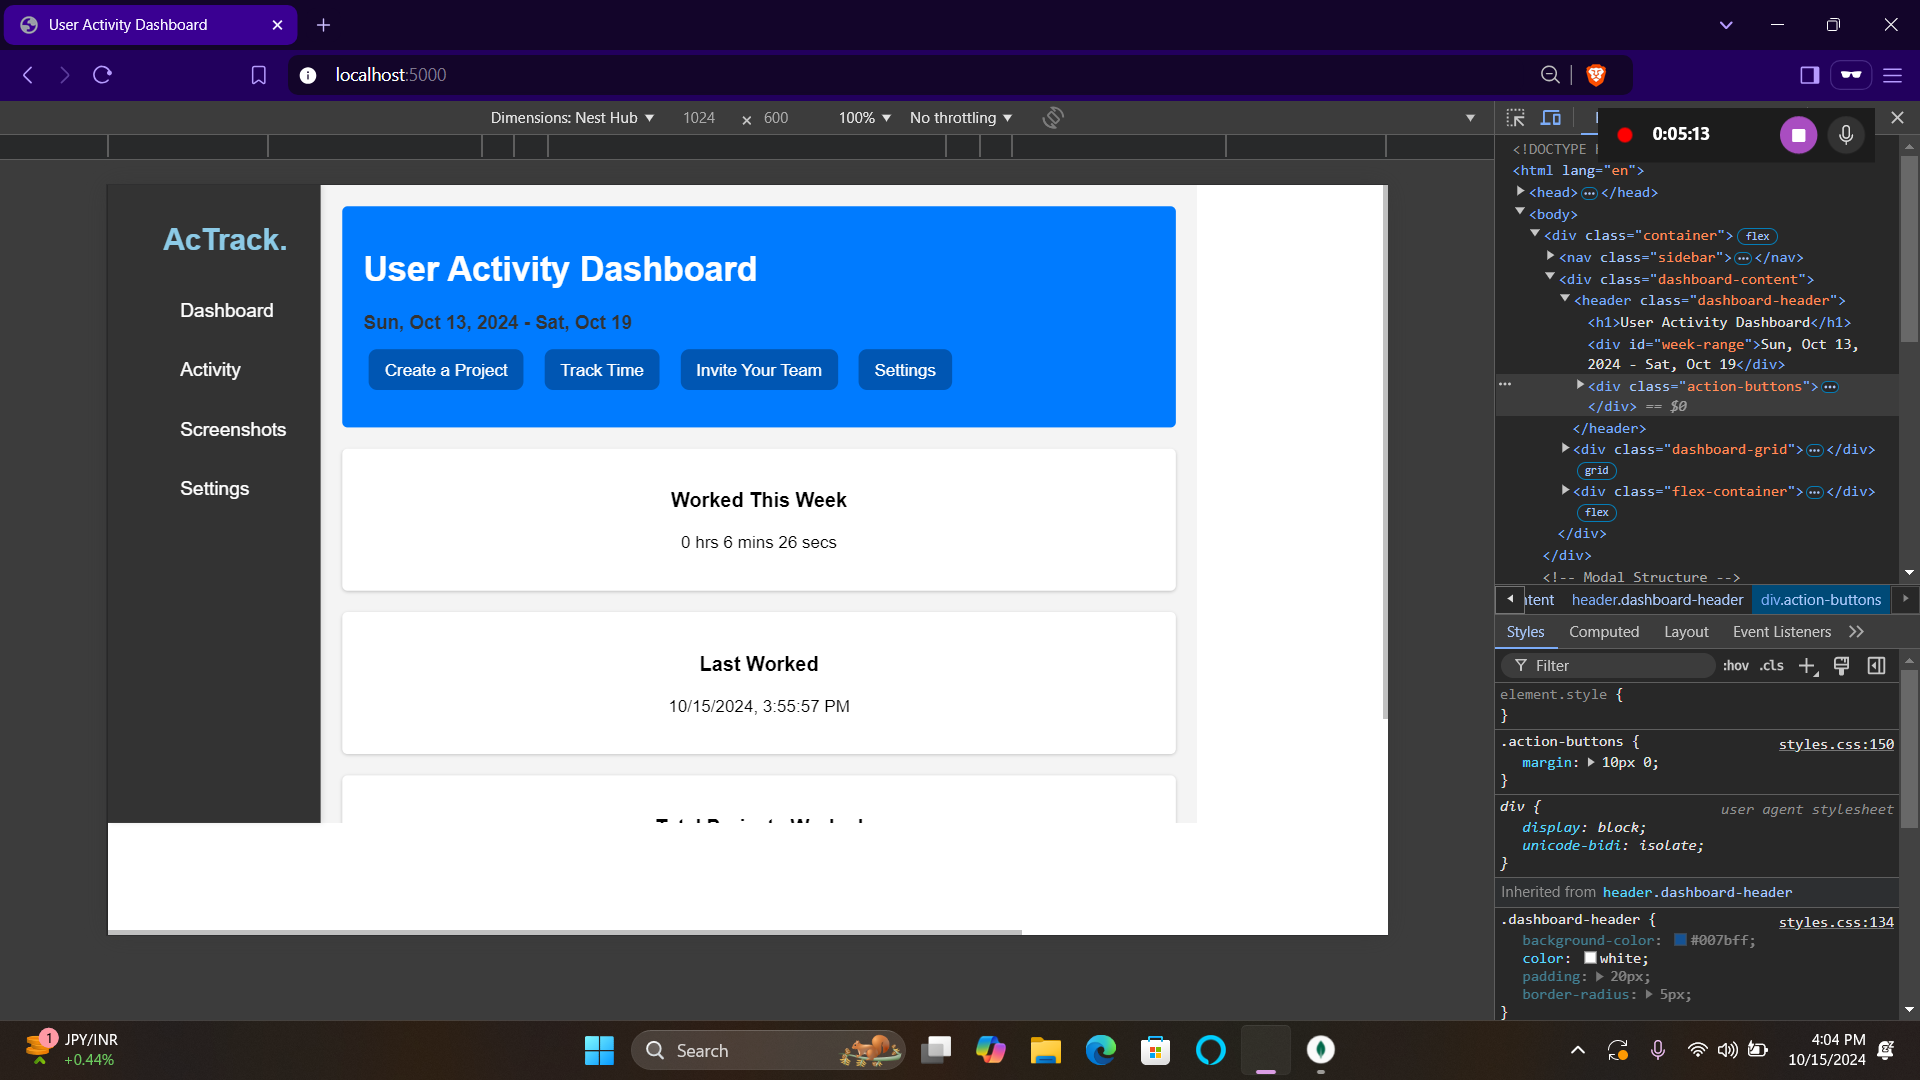 User Activity Dashboard
localhost:5000
Dimensions: Nest Hub ▼ 1024 × 600 100% ▼ No throttling ▼
0:05:13
<!DOCTYPE
<html lang="en">
<head> ••• </head>
<body>
<div class="container"> flex
<nav class="sidebar"> ••• </nav>
<div class="dashboard-content">
<header class="dashboard-header">
<h1>User Activity Dashboard</h1>
<div id="week-range">Sun, Oct 13,
2024 - Sat, Oct 19</div>
<div class="action-buttons"> •••
</div> == $0
</header>
<div class="dashboard-grid"> ••• </div>
grid
<div class="flex-container"> ••• </div>
flex
</div>
</div>
<!-- Modal Structure -->
ntent header.dashboard-header div.action-buttons
Styles Computed Layout Event Listeners
Filter :hov .cls
element.style {
}
.action-buttons { styles.css:150
margin: 10px 0;
}
div { user agent stylesheet
display: block;
unicode-bidi: isolate;
}
Inherited from header.dashboard-header
.dashboard-header { styles.css:134
background-color: #007bff;
color: white;
padding: 20px;
border-radius: 5px;
}
AcTrack.
Dashboard
Activity
Screenshots
Settings
User Activity Dashboard
Sun, Oct 13, 2024 - Sat, Oct 19
Create a Project Track Time Invite Your Team Settings
Worked This Week
0 hrs 6 mins 26 secs
Last Worked
10/15/2024, 3:55:57 PM
1
JPY/INR
+0.44%
Search
4:04 PM
10/15/2024